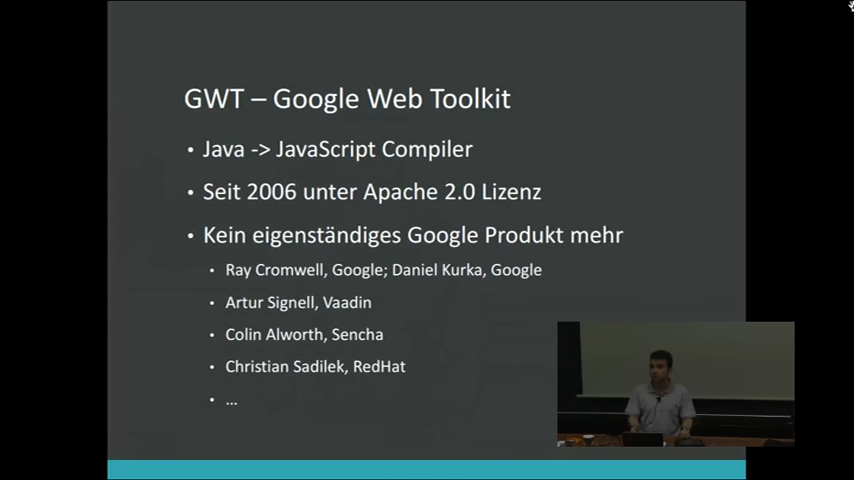 GWT – Google Web Toolkit
• Java -> JavaScript Compiler
• Seit 2006 unter Apache 2.0 Lizenz
• Kein eigenständiges Google Produkt mehr
• Ray Cromwell, Google; Daniel Kurka, Google
• Artur Signell, Vaadin
• Colin Alworth, Sencha
• Christian Sadilek, RedHat
• ...